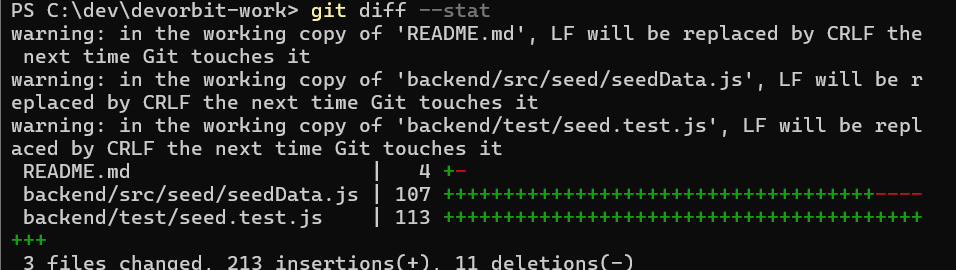 PS C:\dev\devorbit-work> git diff --stat
warning: in the working copy of 'README.md', LF will be replaced by CRLF the
 next time Git touches it
warning: in the working copy of 'backend/src/seed/seedData.js', LF will be r
eplaced by CRLF the next time Git touches it
warning: in the working copy of 'backend/test/seed.test.js', LF will be repl
aced by CRLF the next time Git touches it
 README.md                    |   4 +-
 backend/src/seed/seedData.js | 107 +++++++++++++++++++++++++++++++++++----
 backend/test/seed.test.js    | 113 +++++++++++++++++++++++++++++++++++++++
+++
 3 files changed, 213 insertions(+), 11 deletions(-)